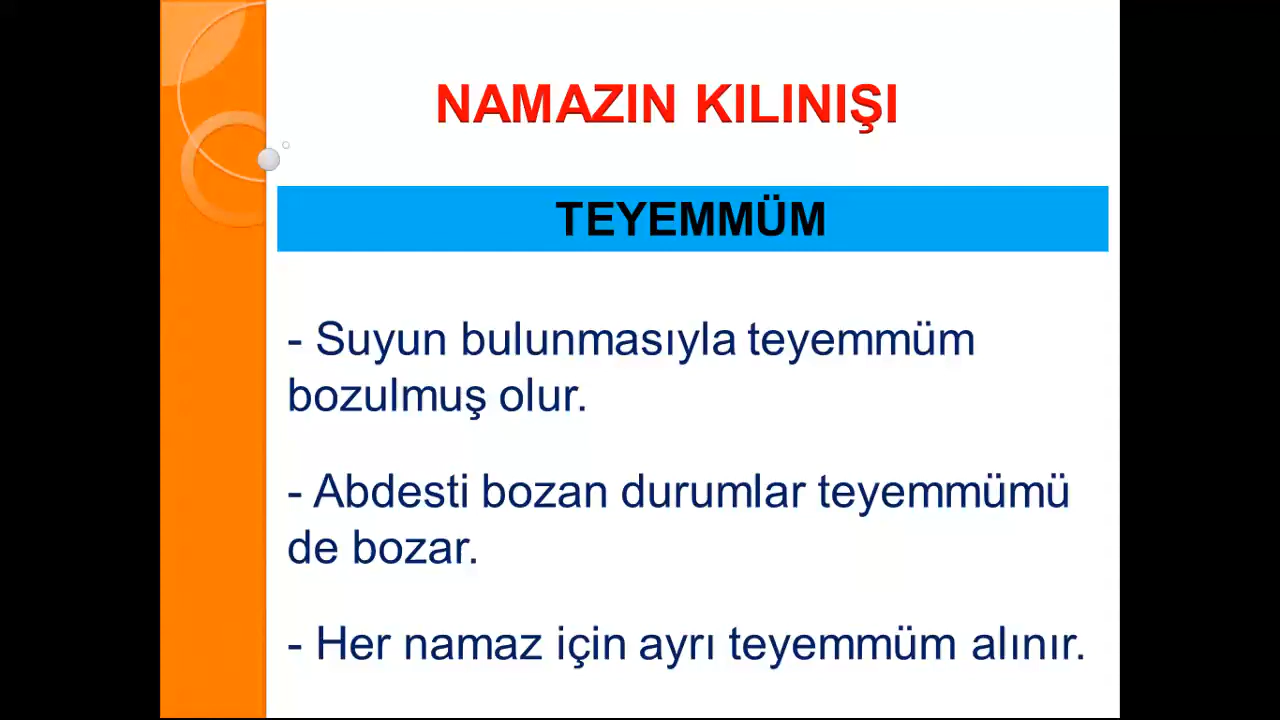 NAMAZIN KILINIŞI
TEYEMMÜM
- Suyun bulunmasıyla teyemmüm
bozulmuş olur.
- Abdesti bozan durumlar teyemmümü
de bozar.
- Her namaz için ayrı teyemmüm alınır.